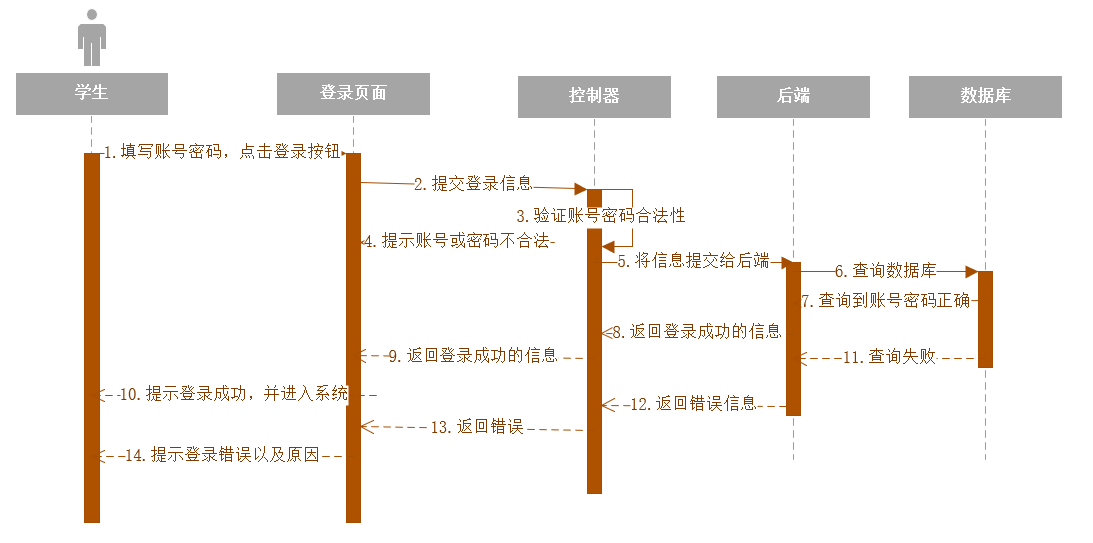 学生
登录页面
控制器
后端
数据库
1.填写账号密码，点击登录按钮
2.提交登录信息
3.验证账号密码合法性
4.提示账号或密码不合法
5.将信息提交给后端
6.查询数据库
7.查询到账号密码正确
8.返回登录成功的信息
9.返回登录成功的信息
11.查询失败
10.提示登录成功，并进入系统
12.返回错误信息
13.返回错误
14.提示登录错误以及原因